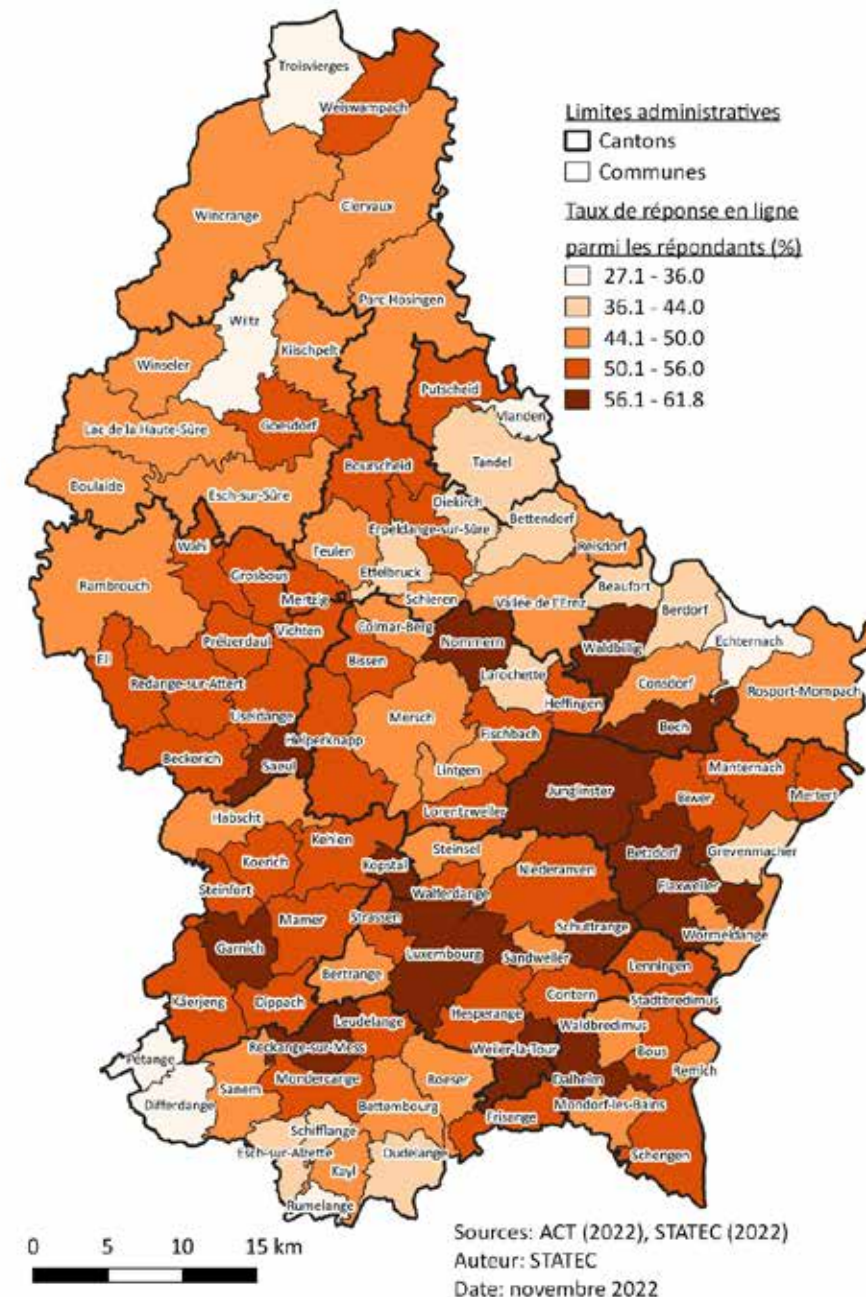 Troisvierges
Weiswampach
Limites administratives
Cantons
Communes
Taux de réponse en ligne
parmi les répondants (%)
27.1 - 36.0
36.1 - 44.0
44.1 - 50.0
50.1 - 56.0
56.1 - 61.8
Wincrange
Clervaux
Parc Hosingen
Wiltz
Kiischpelt
Winseler
Putscheid
Vianden
Goesdorf
Lac de la Haute-Sûre
Tandel
Bourscheid
Boulaide
Esch-sur-Sûre
Diekirch
Bettendorf
Erpeldange-sur-Sûre
Reisdorf
Wahl
Feulen
Grosbous
Ettelbruck
Beaufort
Rambrouch
Mertzig
Schieren
Vallée de l'Ernz
Berdorf
Préizerdaul
Vichten
Colmar-Berg
Nommern
Waldbillig
Echternach
Ell
Bissen
Redange-sur-Attert
Larochette
Consdorf
Rosport-Mompach
Useldange
Mersch
Heffingen
Helperknapp
Fischbach
Bech
Beckerich
Saeul
Lintgen
Manternach
Junglinster
Biwer
Mertert
Habscht
Lorentzweiler
Kehlen
Steinsel
Grevenmacher
Koerich
Kopstal
Niederanven
Betzdorf
Steinfort
Walferdange
Flaxweiler
Mamer
Strassen
Schuttrange
Wormeldange
Garnich
Luxembourg
Sandweiler
Bertrange
Lenningen
Käerjeng
Dippach
Contern
Stadtbredimus
Leudelange
Hesperange
Waldbredimus
Reckange-sur-Mess
Weiler-la-Tour
Bous
Pétange
Mondercange
Roeser
Dalheim
Remich
Sanem
Differdange
Bettembourg
Mondorf-les-Bains
Frisange
Schifflange
Esch-sur-Alzette
Dudelange
Schengen
Kayl
Rumelange
0 5 10 15 km
Sources: ACT (2022), STATEC (2022)
Auteur: STATEC
Date: novembre 2022